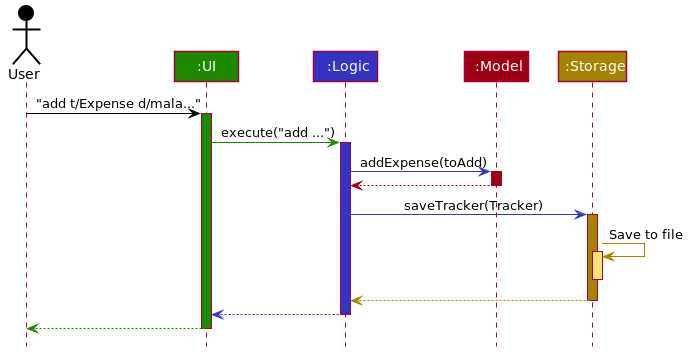 User
:UI
:Logic
:Model
:Storage
"add t/Expense d/mala..."
execute("add ...")
addExpense(toAdd)
saveTracker(Tracker)
Save to file